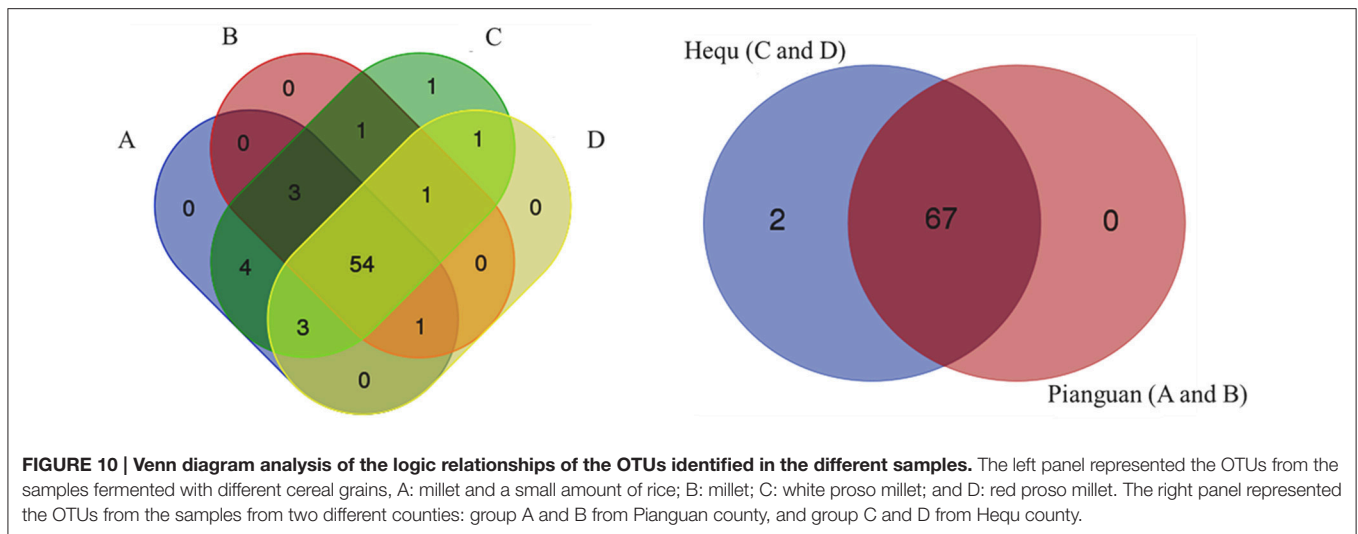 B
C
A
D
0
1
0
1
1
0
3
1
0
0
4
54
0
3
1
0
Hequ (C and D)
2
67
0
Pianguan (A and B)
FIGURE 10 | Venn diagram analysis of the logic relationships of the OTUs identified in the different samples. The left panel represented the OTUs from the
samples fermented with different cereal grains, A: millet and a small amount of rice; B: millet; C: white proso millet; and D: red proso millet. The right panel represented
the OTUs from the samples from two different counties: group A and B from Pianguan county, and group C and D from Hequ county.